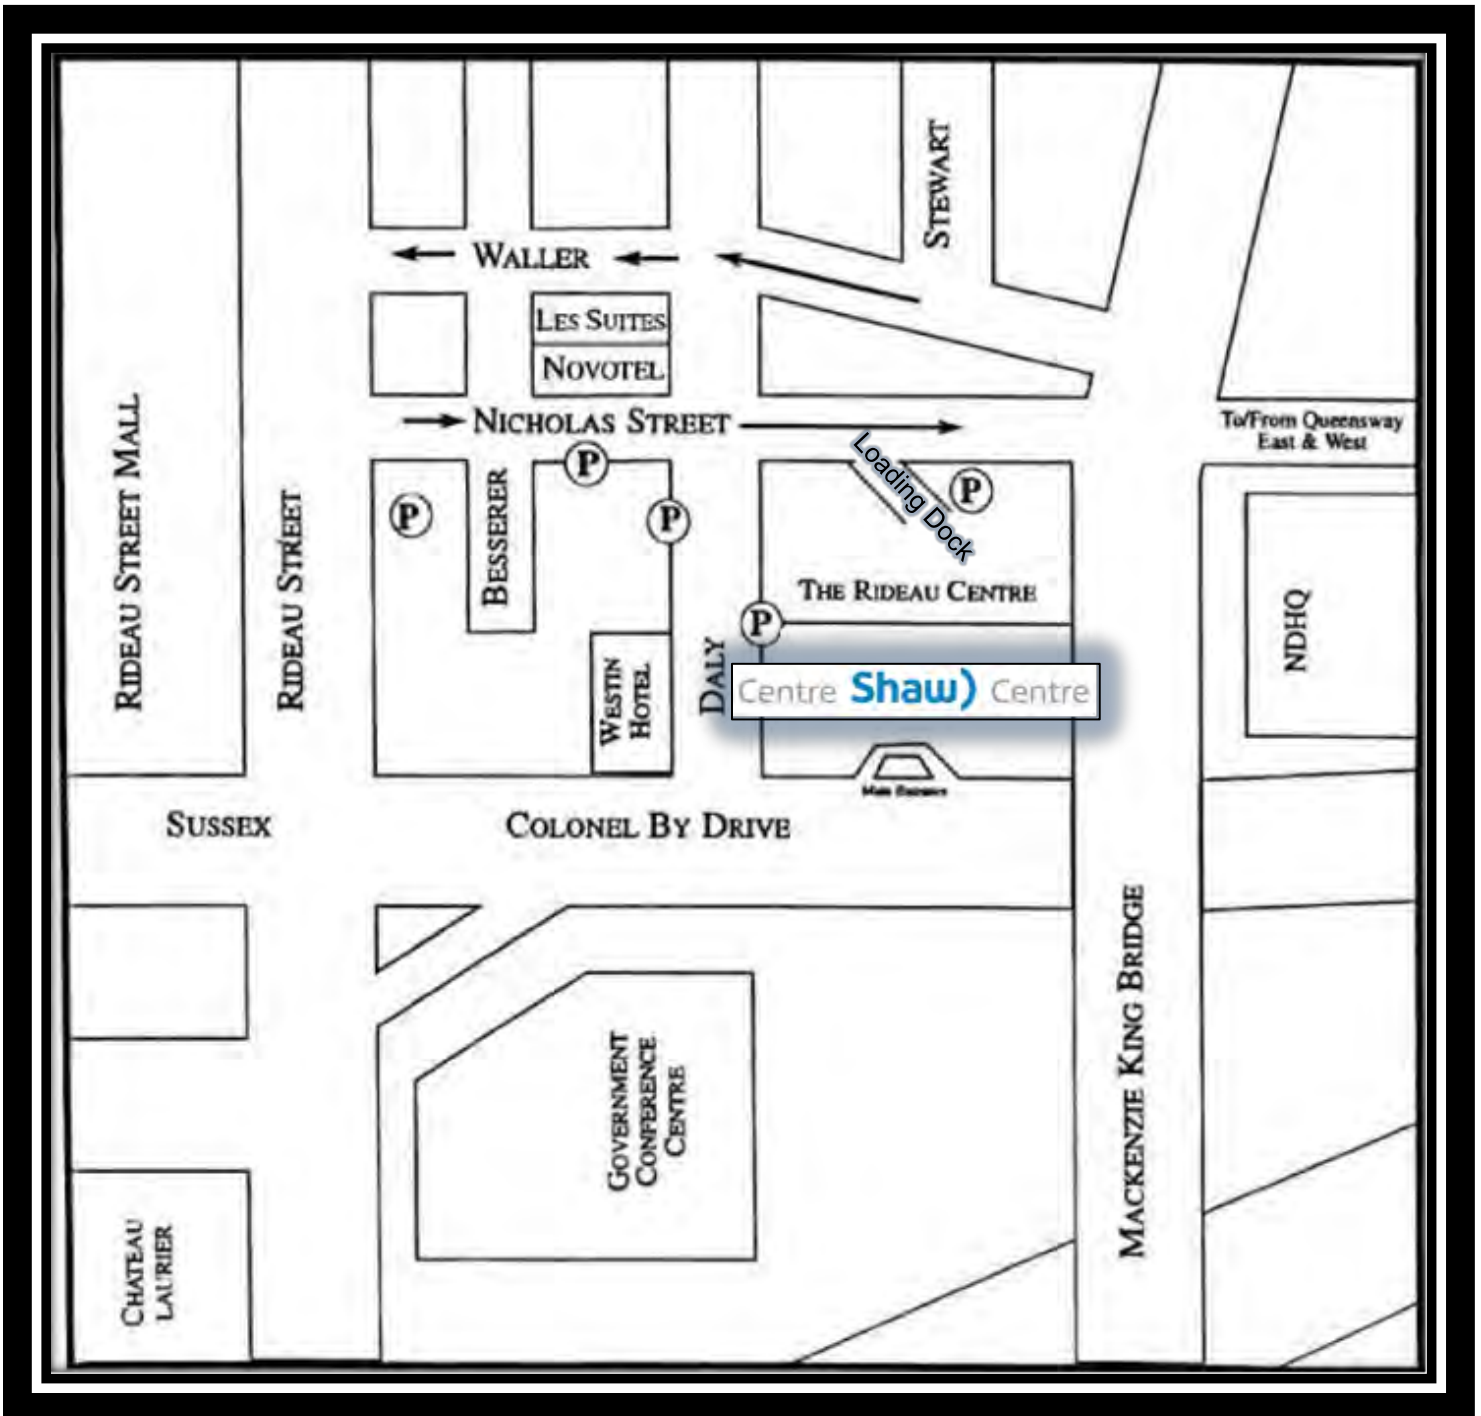 STEWART
WALLER
LES SUITES
NOVOTEL
NICHOLAS STREET
To/From Queensway
East & West
RIDEAU STREET MALL
RIDEAU STREET
P
P
P
P
P
BESSERER
Loading Dock
THE RIDEAU CENTRE
NDHQ
WESTIN
HOTEL
DALY
Centre Shaw) Centre
Main Entrance
SUSSEX
COLONEL BY DRIVE
MACKENZIE KING BRIDGE
GOVERNMENT
CONFERENCE
CENTRE
CHATEAU
LAURIER